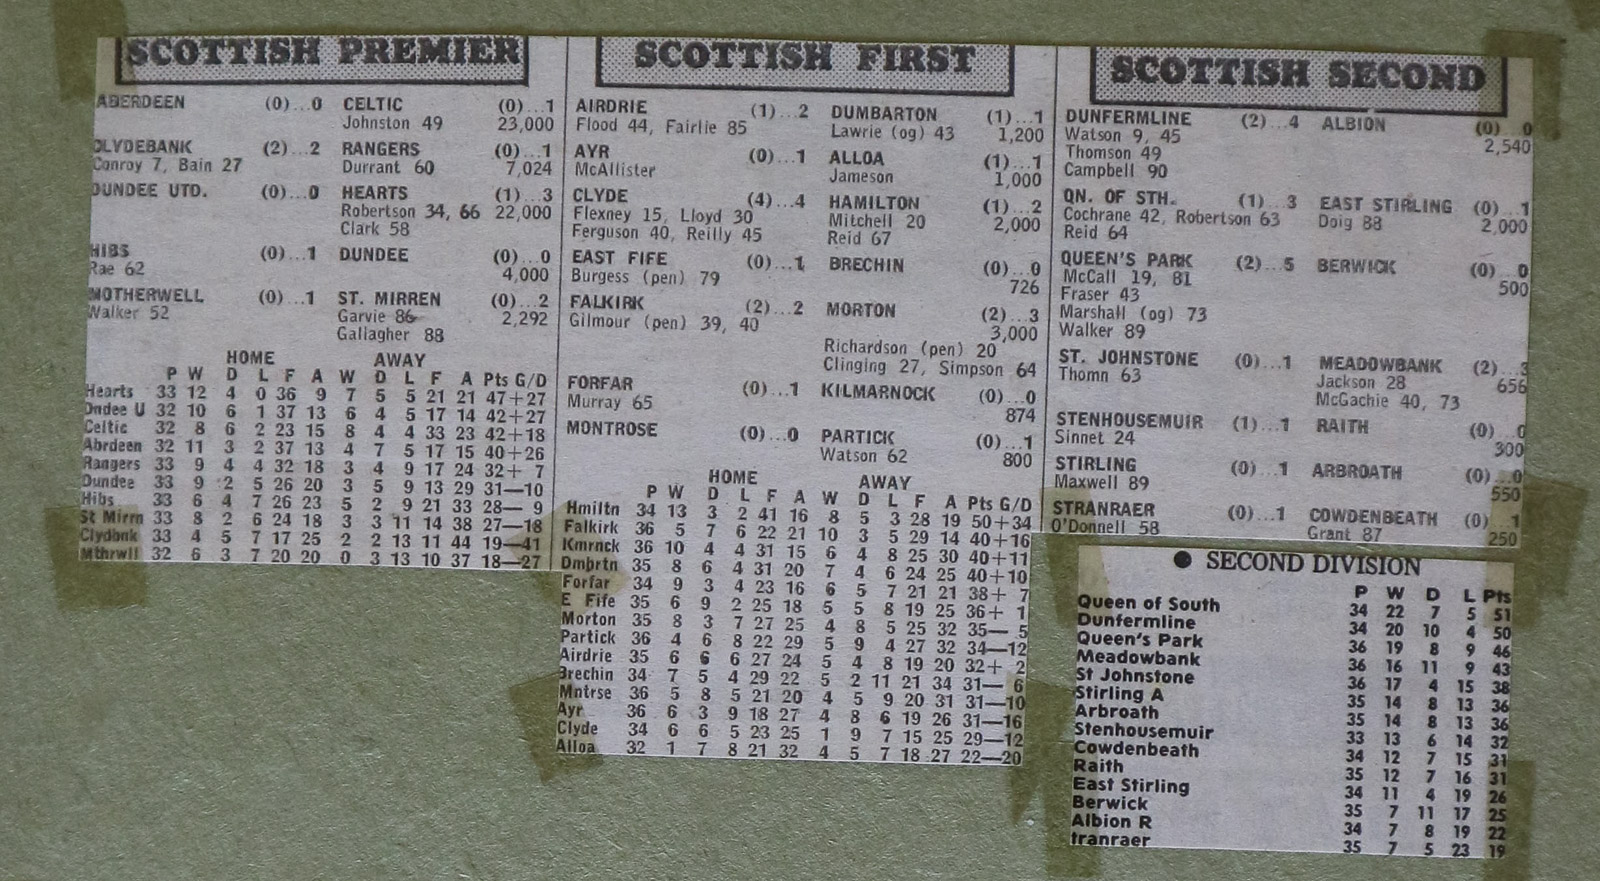 SCOTTISH PREMIER
ABERDEEN (0)...0 CELTIC (0)...1
Johnston 49 23,000
CLYDEBANK (2)...2 RANGERS (0)...1
Conroy 7, Bain 27 Durrant 60 7,024
DUNDEE UTD. (0)...0 HEARTS (1)...3
Robertson 34, 66 22,000
Clark 58
HIBS (0)...1 DUNDEE (0)...0
Rae 62 4,000
MOTHERWELL (0)...1 ST. MIRREN (0)...2
Walker 52 Garvie 86 2,292
Gallagher 88
HOME AWAY
P W D L F A W D L F A Pts G/D
Hearts 33 12 4 0 36 9 7 5 5 21 21 47+27
Dndee U 32 10 6 1 37 13 6 4 5 17 14 42+27
Celtic 32 8 6 2 23 15 8 4 4 33 23 42+18
Abrdeen 32 11 3 2 37 13 4 7 5 17 15 40+26
Rangers 33 9 4 4 32 18 3 4 9 17 24 32+ 7
Dundee 33 9 2 5 26 20 3 5 9 13 29 31—10
Hibs 33 6 4 7 26 23 5 2 9 21 33 28— 9
St Mirrn 33 8 2 6 24 18 3 3 11 14 38 27—18
Clydbnk 33 4 5 7 17 25 2 2 13 11 44 19—41
Mthrwll 32 6 3 7 20 20 0 3 13 10 37 18—27
SCOTTISH FIRST
AIRDRIE (1)...2 DUMBARTON (1)...1
Flood 44, Fairlie 85 Lawrie (og) 43 1,200
AYR (0)...1 ALLOA (1)...1
McAllister Jameson 1,000
CLYDE (4)...4 HAMILTON (1)...2
Flexney 15, Lloyd 30 Mitchell 20 2,000
Ferguson 40, Reilly 45 Reid 67
EAST FIFE (0)...1 BRECHIN (0)...0
Burgess (pen) 79 726
FALKIRK (2)...2 MORTON (2)...3
Gilmour (pen) 39, 40 3,000
Richardson (pen) 20
Clinging 27, Simpson 64
FORFAR (0)...1 KILMARNOCK (0)...0
Murray 65 874
MONTROSE (0)...0 PARTICK (0)...1
Watson 62 800
HOME AWAY
P W D L F A W D L F A Pts G/D
Hmiltn 34 13 3 2 41 16 8 5 3 28 19 50+34
Falkirk 36 5 7 6 22 21 10 3 5 29 14 40+16
Kmrnck 36 10 4 4 31 15 6 4 8 25 30 40+11
Dmbrtn 35 8 6 4 31 20 7 4 6 24 25 40+10
Forfar 34 9 3 4 23 16 6 5 7 21 21 38+ 7
E Fife 35 6 9 2 25 18 5 5 8 19 25 36+ 1
Morton 35 8 3 7 27 25 4 8 5 25 32 35— 5
Partick 36 4 6 8 22 29 5 9 4 27 32 34—12
Airdrie 35 6 6 6 27 24 5 4 8 19 20 32+ 2
Brechin 34 7 5 4 29 22 5 2 11 21 34 31— 6
Mntrse 36 5 8 5 21 20 4 5 9 20 31 31—10
Ayr 36 6 3 9 18 27 4 8 6 19 26 31—16
Clyde 34 6 6 5 23 25 1 9 7 15 25 29—12
Alloa 32 1 7 8 21 32 4 5 7 18 27 22—20
SCOTTISH SECOND
DUNFERMLINE (2)...4 ALBION (0) 0
Watson 9, 45 2,540
Thomson 49
Campbell 90
QN. OF STH. (1)...3 EAST STIRLING (0)...1
Cochrane 42, Robertson 63 Doig 88 2,000
Reid 64
QUEEN'S PARK (2)...5 BERWICK (0)...0
McCall 19, 81 500
Fraser 43
Marshall (og) 73
Walker 89
ST. JOHNSTONE (0)...1 MEADOWBANK (2)...3
Thomn 63 Jackson 28 656
McGachie 40, 73
STENHOUSEMUIR (1)...1 RAITH (0)...0
Sinnet 24 300
STIRLING (0)...1 ARBROATH (0)...0
Maxwell 89 550
STRANRAER (0)...1 COWDENBEATH (0) 1
O'Donnell 58 Grant 87 250
● SECOND DIVISION
P W D L Pts
Queen of South 34 22 7 5 51
Dunfermline 34 20 10 4 50
Queen's Park 36 19 8 9 46
Meadowbank 36 16 11 9 43
St Johnstone 36 17 4 15 38
Stirling A 35 14 8 13 36
Arbroath 35 14 8 13 36
Stenhousemuir 33 13 6 14 32
Cowdenbeath 34 12 7 15 31
Raith 35 12 7 16 31
East Stirling 34 11 4 19 26
Berwick 35 7 11 17 25
Albion R 34 7 8 19 22
tranraer 35 7 5 23 19